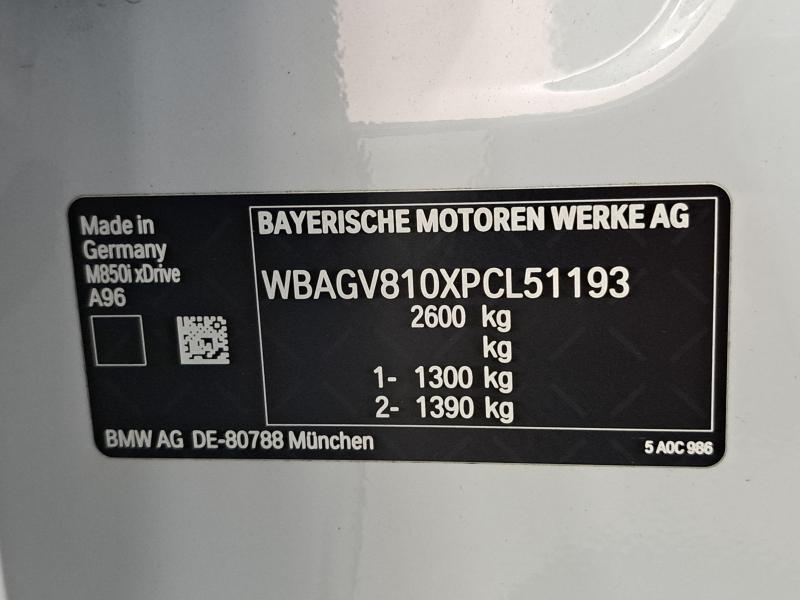 Made in
Germany
M850i xDrive
A96
BAYERISCHE MOTOREN WERKE AG
WBAGV810XPCL51193
2600 kg
kg
1- 1300 kg
2- 1390 kg
BMW AG DE-80788 München
5 A0C 986